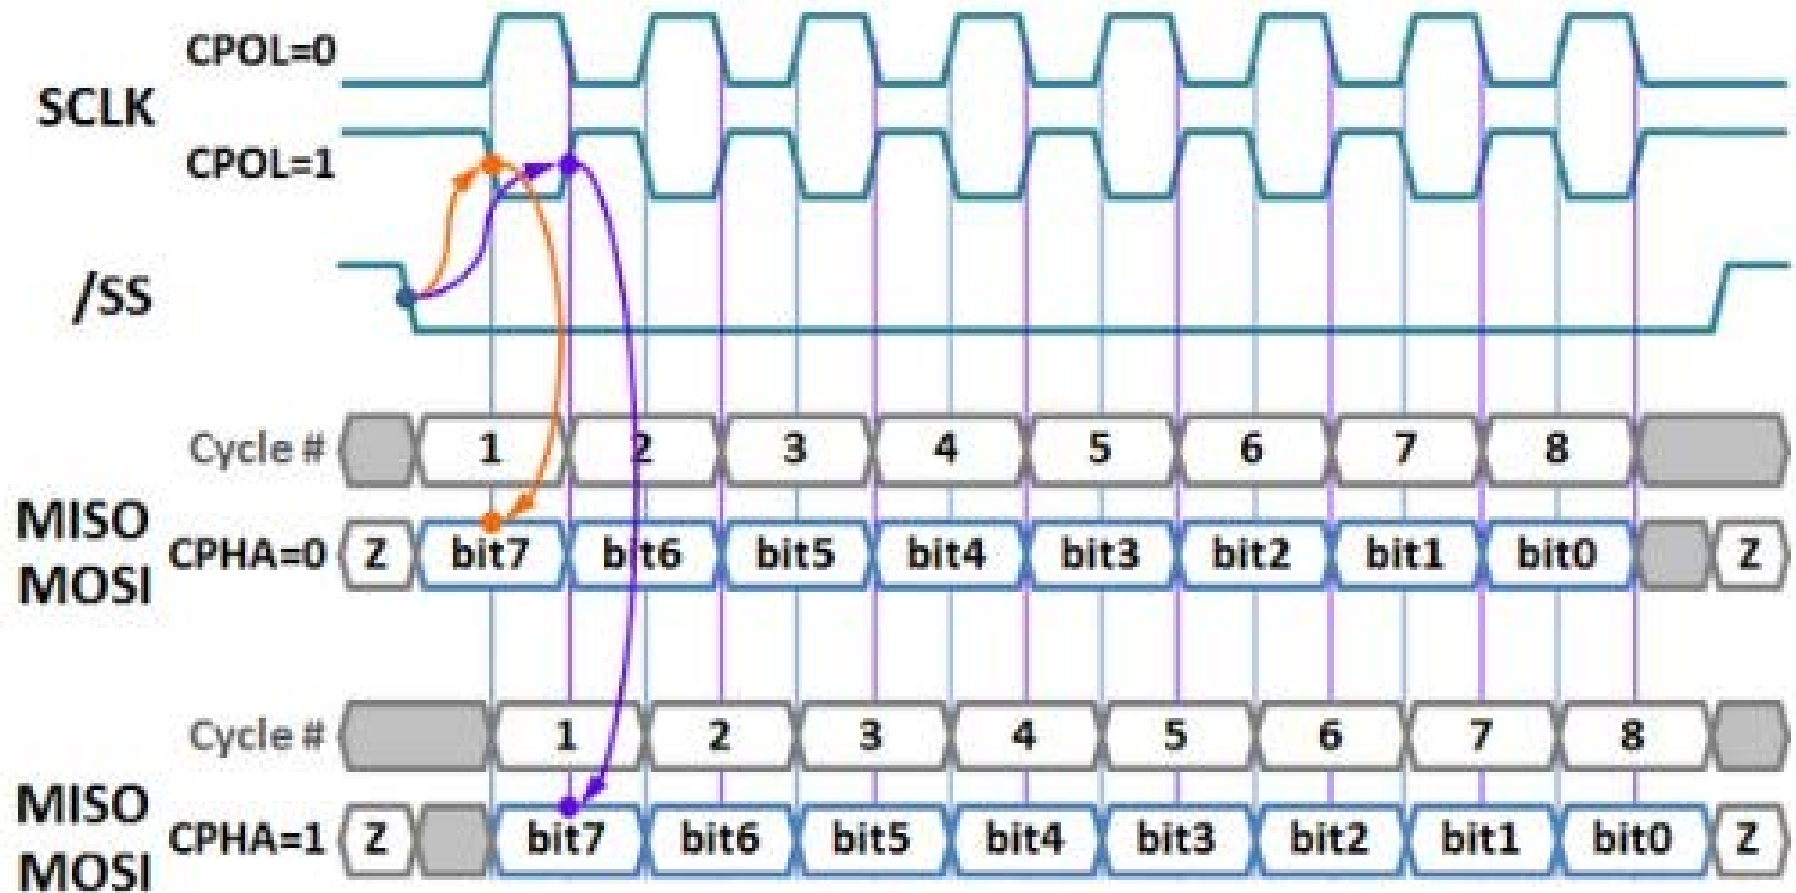 CPOL=0
SCLK
CPOL=1
/SS
Cycle # 1 2 3 4 5 6 7 8
MISO
MOSI
CPHA=0 Z bit7 bit6 bit5 bit4 bit3 bit2 bit1 bit0 Z
Cycle # 1 2 3 4 5 6 7 8
MISO
MOSI
CPHA=1 Z bit7 bit6 bit5 bit4 bit3 bit2 bit1 bit0 Z